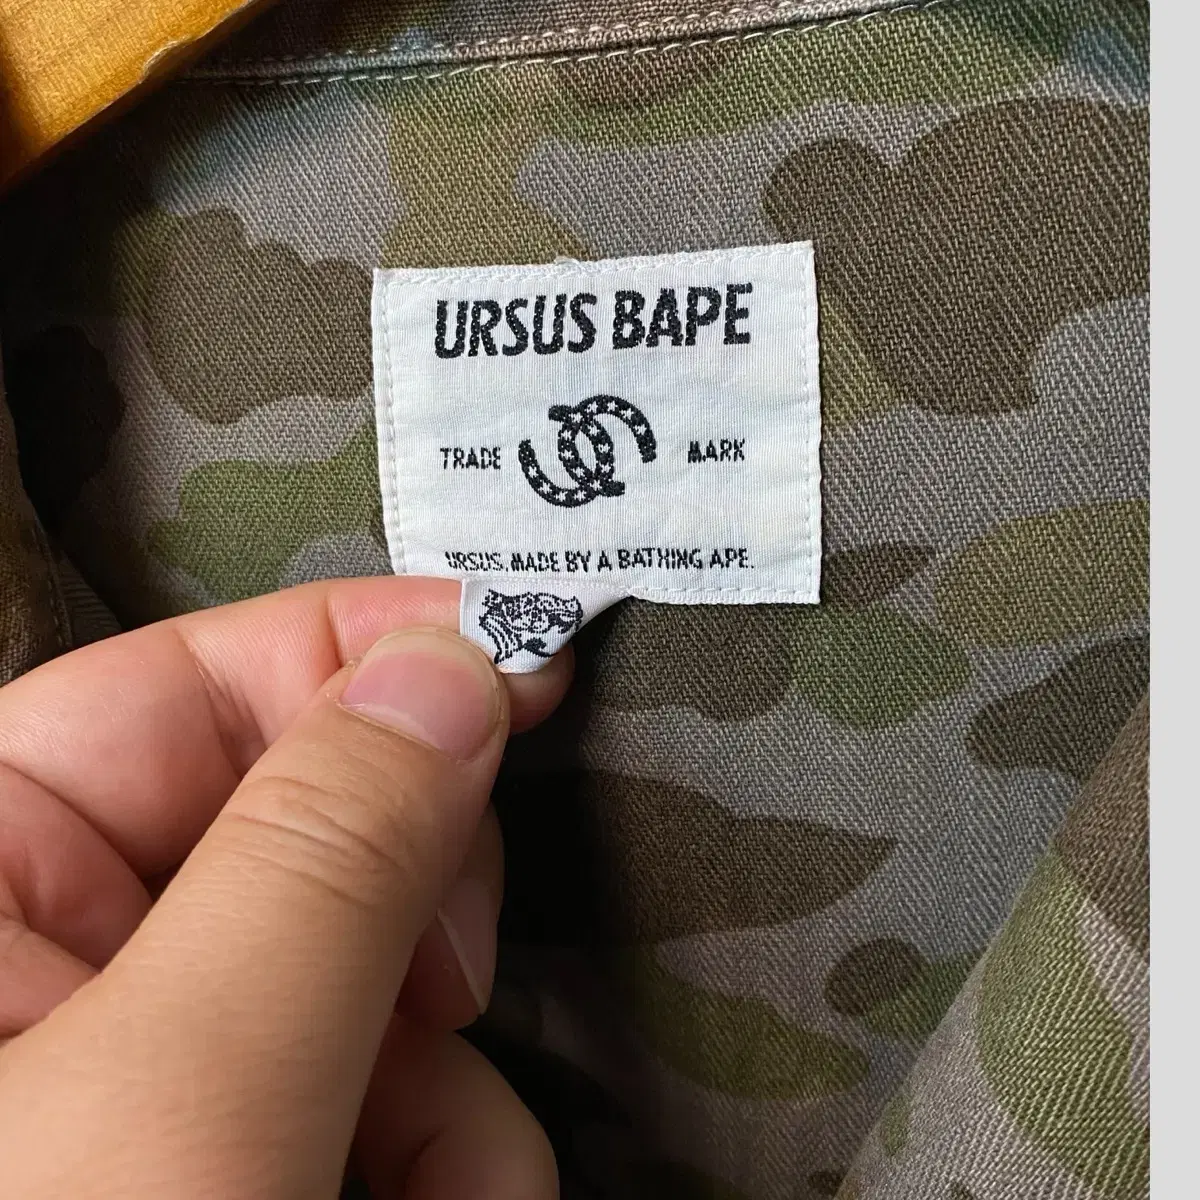 URSUS BAPE
TRADE MARK
URSUS. MADE BY A BATHING APE.